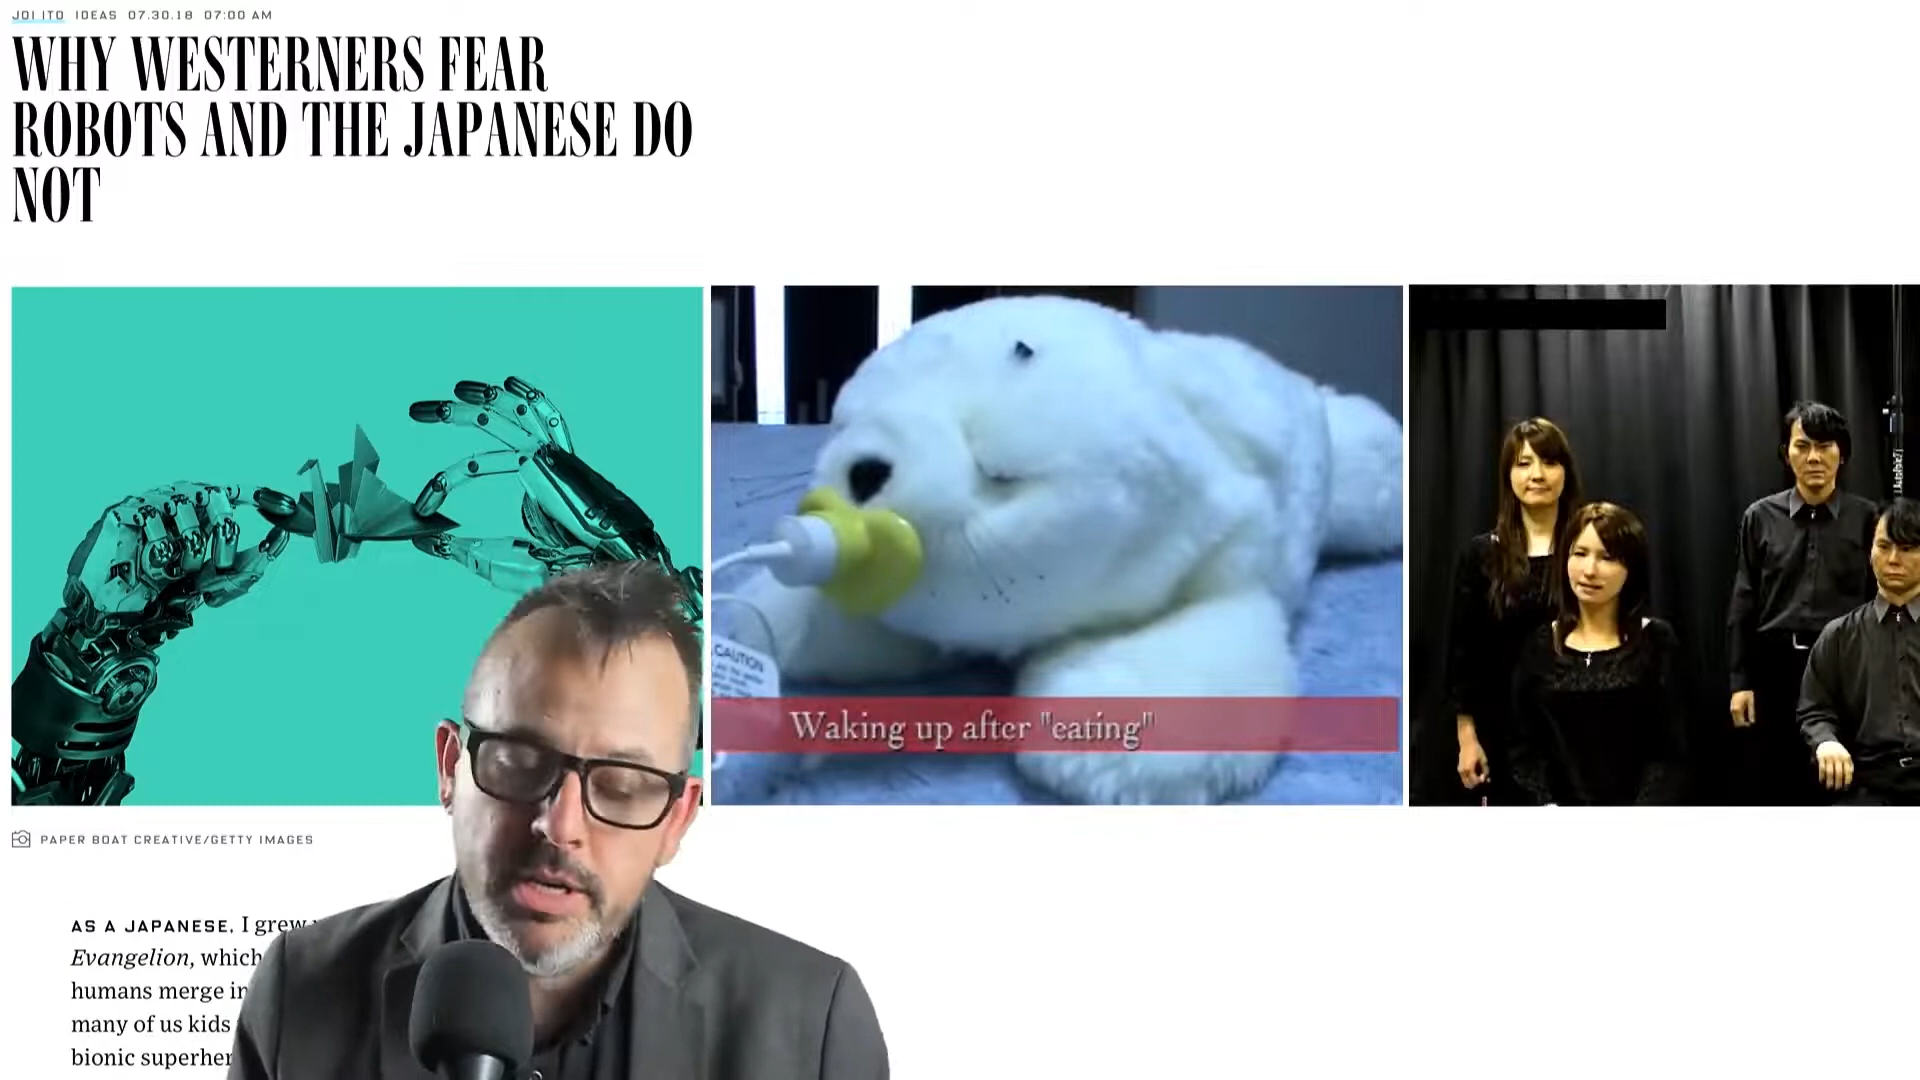 JOI ITO IDEAS 07.30.18 07:00 AM
WHY WESTERNERS FEAR
ROBOTS AND THE JAPANESE DO
NOT
CAUTION
Waking up after "eating"
PAPER BOAT CREATIVE/GETTY IMAGES
AS A JAPANESE, I grew
Evangelion, which
humans merge in
many of us kids
bionic superher